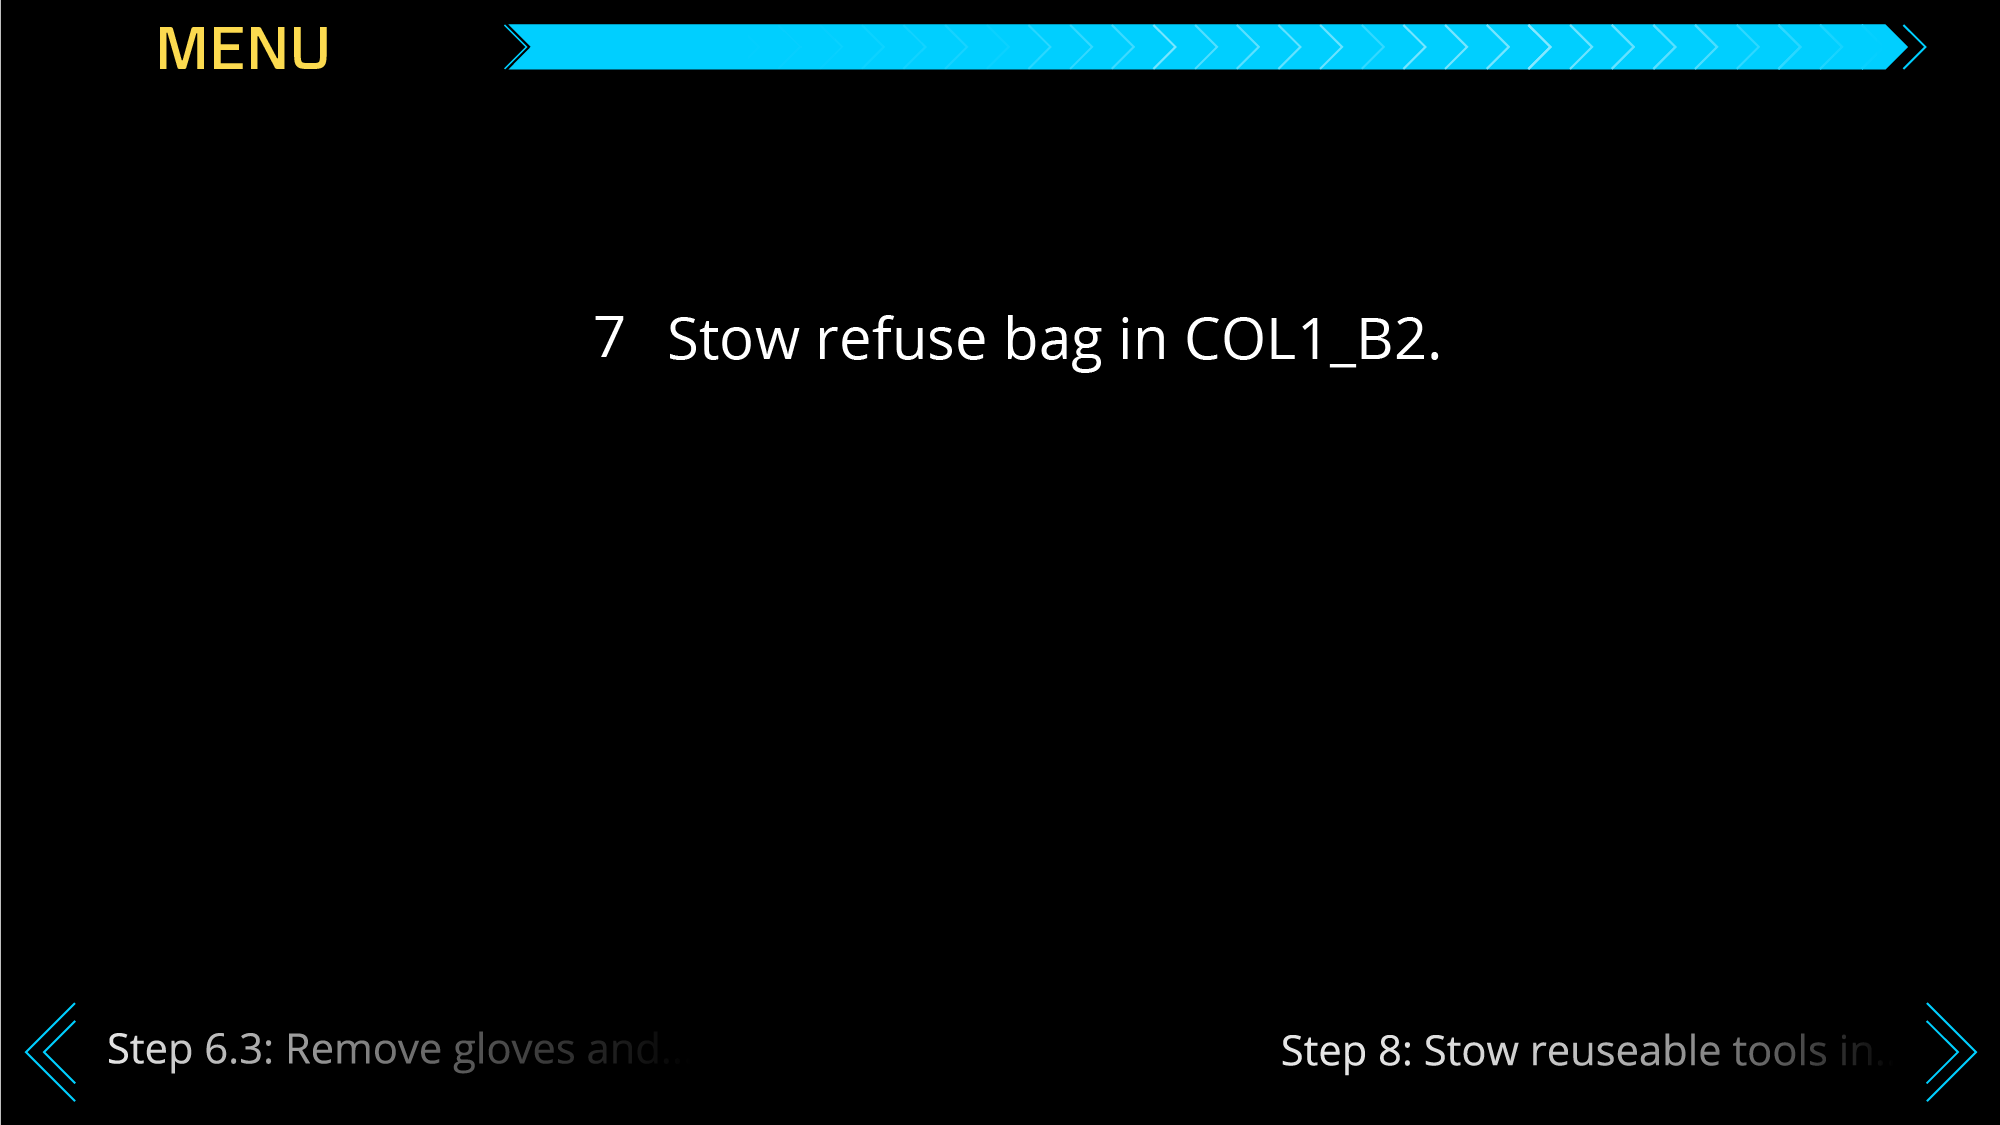 MENU
7 Stow refuse bag in COL1_B2.
Step 6.3: Remove gloves and..
Step 8: Stow reuseable tools in..